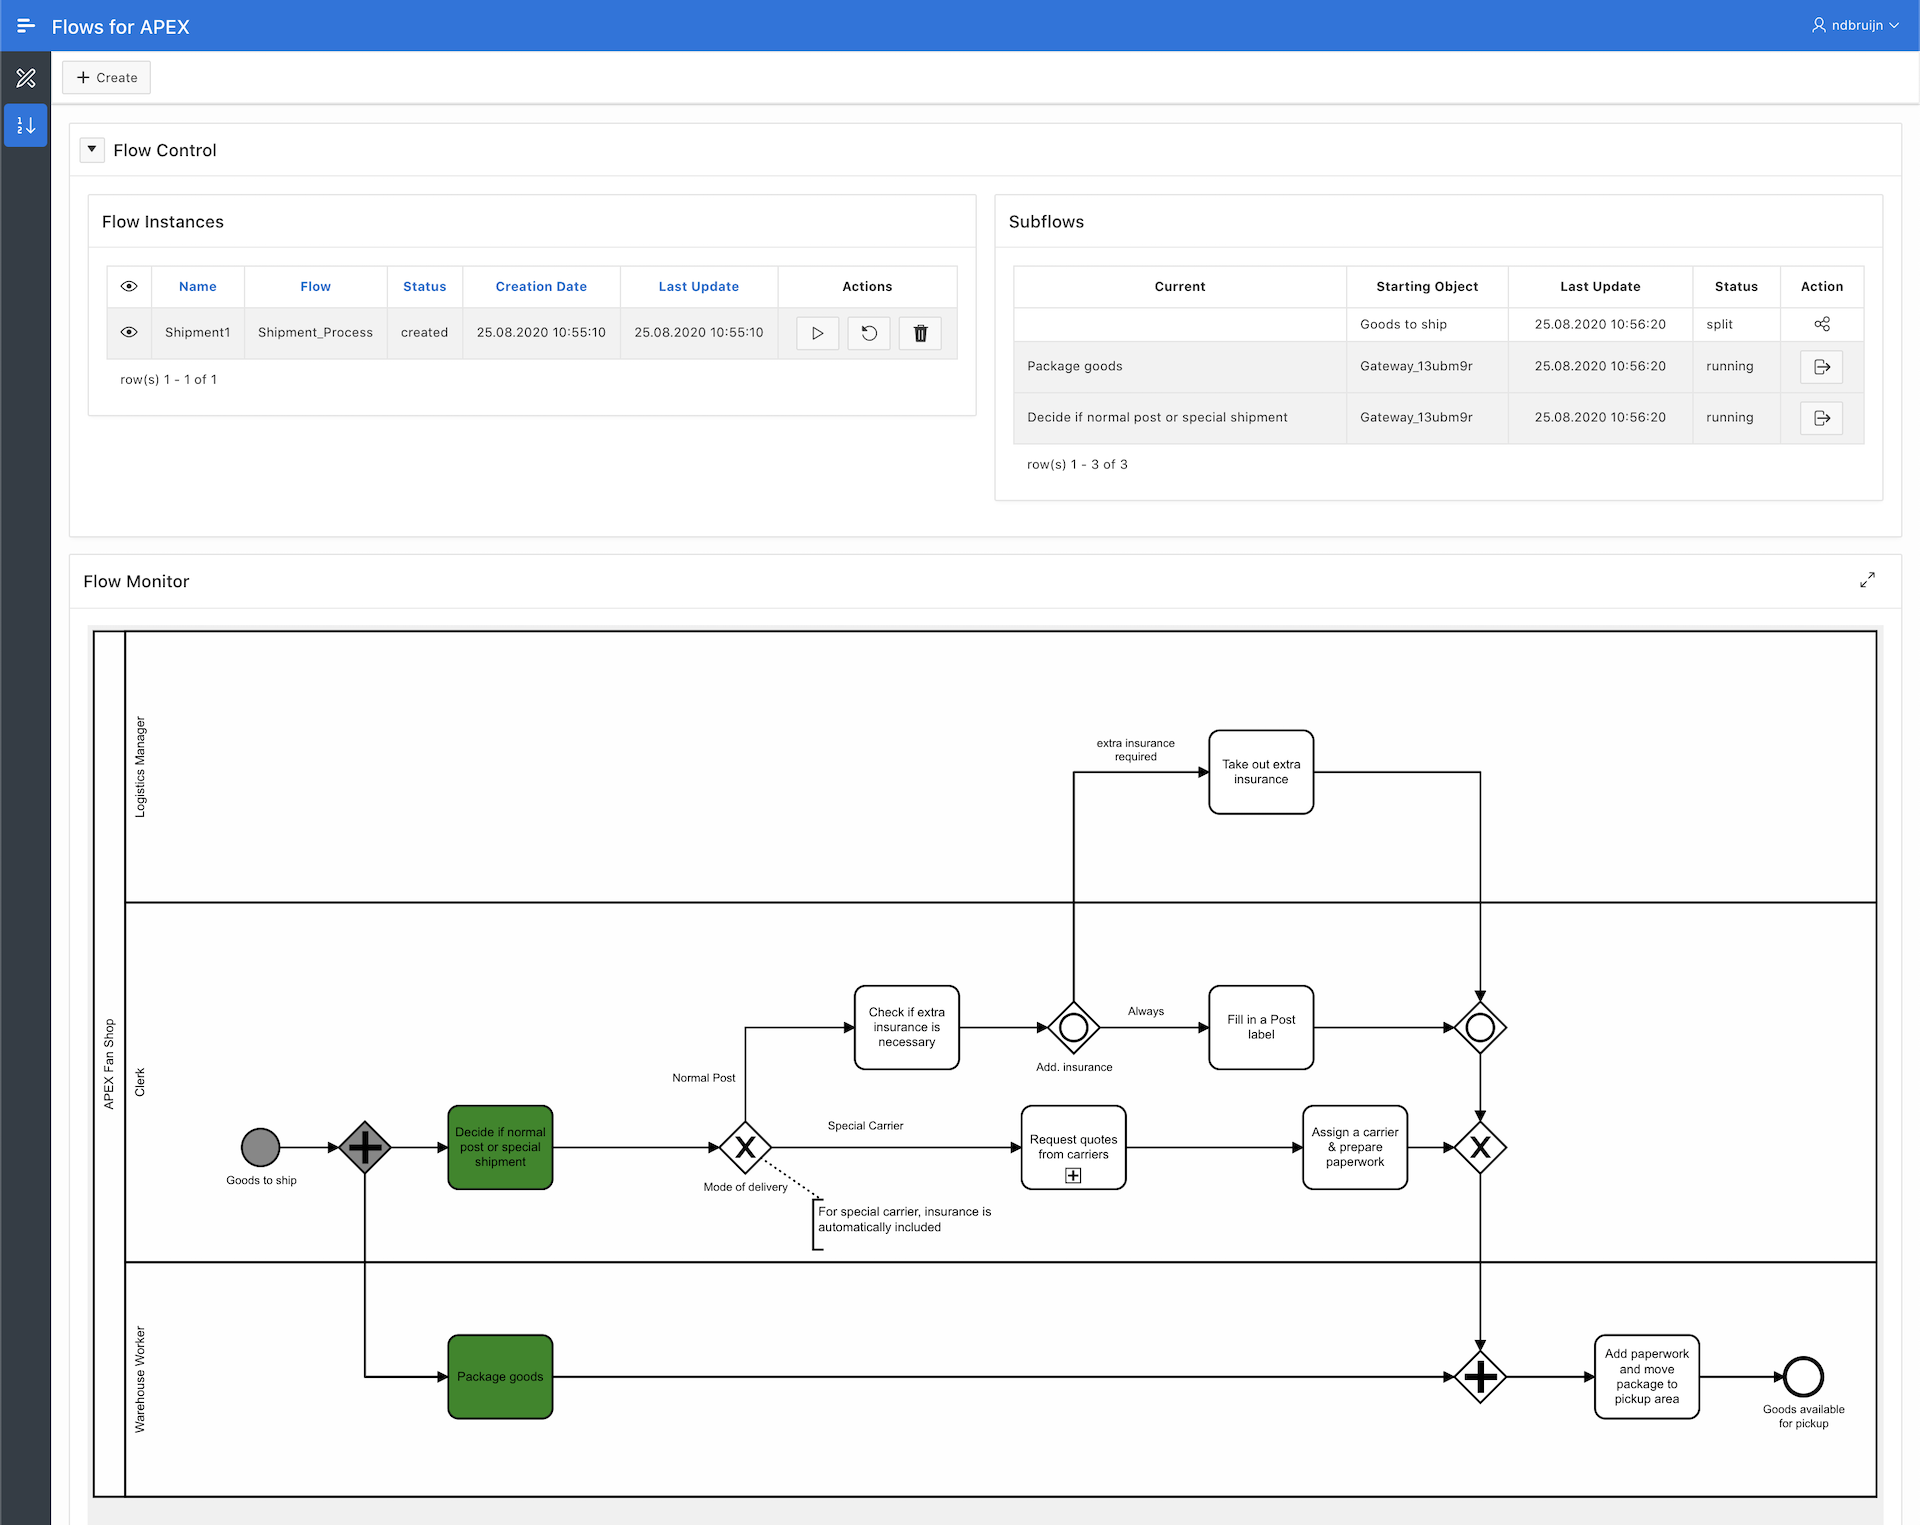 Flows for APEX
ndbruijn
Create
Flow Control
Flow Instances
Name Flow Status Creation Date Last Update Actions
Shipment1 Shipment_Process created 25.08.2020 10:55:10 25.08.2020 10:55:10
row(s) 1 - 1 of 1
Subflows
Current Starting Object Last Update Status Action
Goods to ship 25.08.2020 10:56:20 split
Package goods Gateway_13ubm9r 25.08.2020 10:56:20 running
Decide if normal post or special shipment Gateway_13ubm9r 25.08.2020 10:56:20 running
row(s) 1 - 3 of 3
Flow Monitor
APEX Fan Shop
Logistics Manager
extra insurance
required
Take out extra
insurance
Clerk
Check if extra
insurance is
necessary
Add. insurance
Always
Fill in a Post
label
Normal Post
Goods to ship
Decide if normal
post or special
shipment
Mode of delivery
Special Carrier
For special carrier, insurance is
automatically included
Request quotes
from carriers
Assign a carrier
& prepare
paperwork
Warehouse Worker
Package goods
Add paperwork
and move
package to
pickup area
Goods available
for pickup